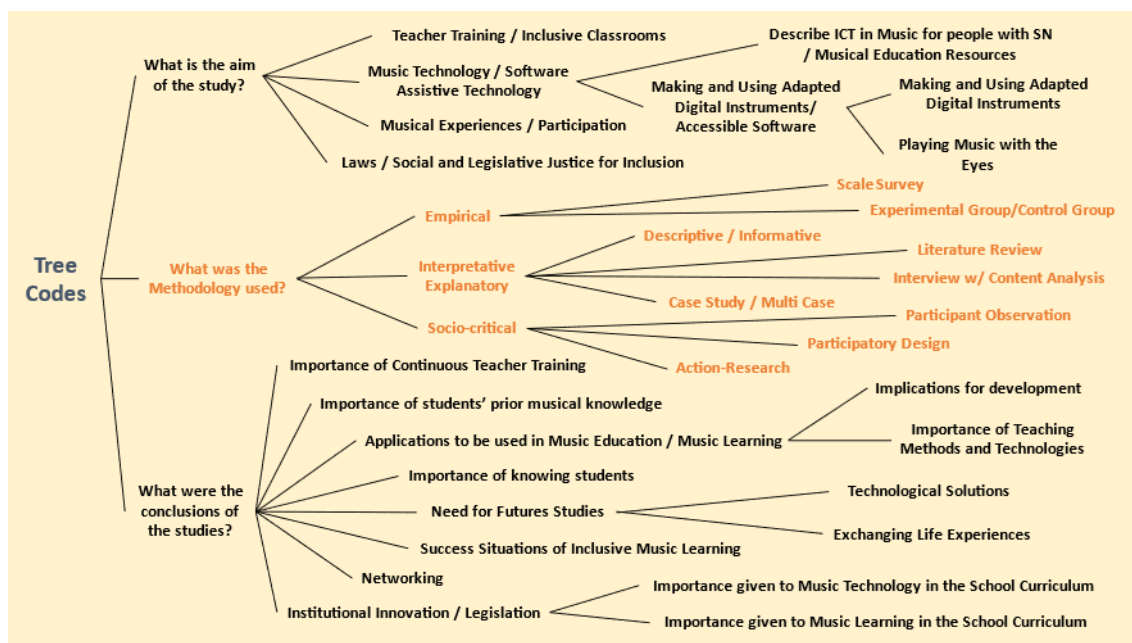 Tree
Codes
What is the aim
of the study?
Teacher Training / Inclusive Classrooms
Music Technology / Software
Assistive Technology
Describe ICT in Music for people with SN
/ Musical Education Resources
Making and Using Adapted
Digital Instruments/
Accessible Software
Making and Using Adapted
Digital Instruments
Playing Music with the
Eyes
Musical Experiences / Participation
Laws / Social and Legislative Justice for Inclusion
What was the
Methodology used?
Empirical
Scale Survey
Experimental Group/Control Group
Interpretative
Explanatory
Descriptive / Informative
Literature Review
Interview w/ Content Analysis
Case Study / Multi Case
Socio-critical
Participant Observation
Participatory Design
Action-Research
What were the
conclusions of
the studies?
Importance of Continuous Teacher Training
Importance of students' prior musical knowledge
Applications to be used in Music Education / Music Learning
Implications for development
Importance of Teaching
Methods and Technologies
Importance of knowing students
Need for Futures Studies
Technological Solutions
Exchanging Life Experiences
Success Situations of Inclusive Music Learning
Networking
Institutional Innovation / Legislation
Importance given to Music Technology in the School Curriculum
Importance given to Music Learning in the School Curriculum